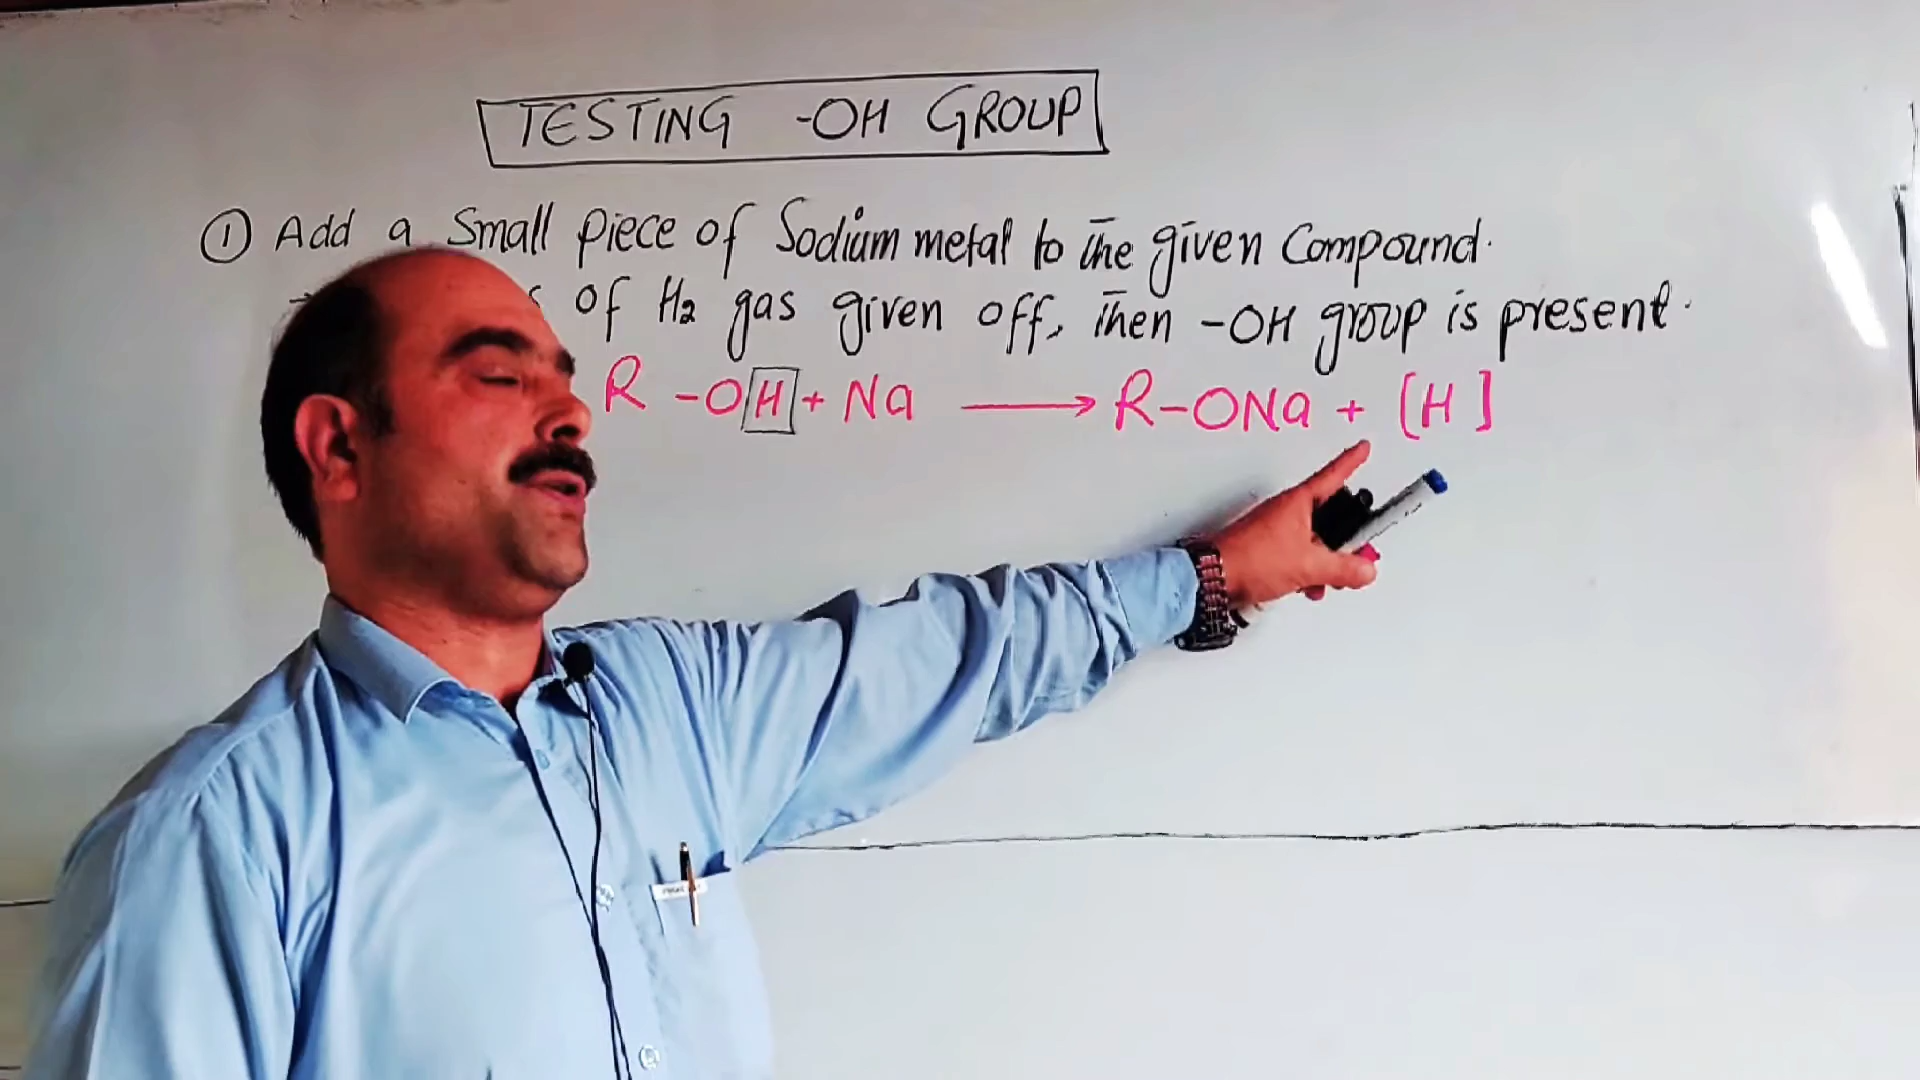 TESTING -OH GROUP
① Add a Small piece of Sodium metal to the given Compound.
of H₂ gas given off, then -OH group is present.
R -OH + Na ⟶ R-ONa + [H]